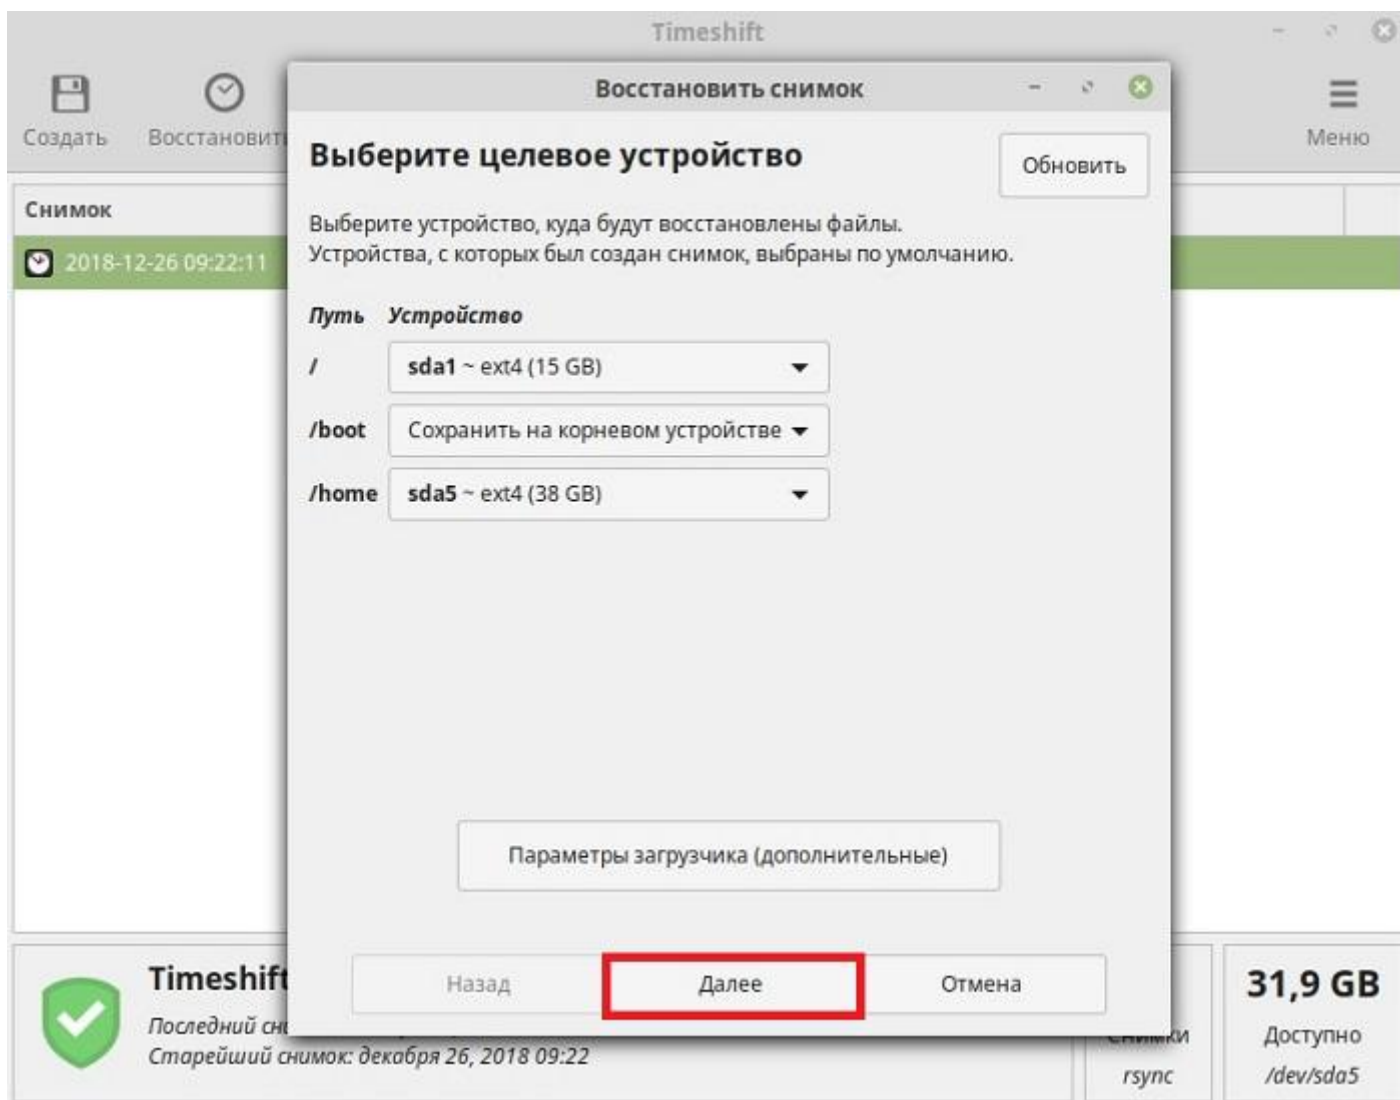 Timeshift
Создать
Восстановить
Меню
Снимок
2018-12-26 09:22:11
Восстановить снимок
Выберите целевое устройство
Обновить
Выберите устройство, куда будут восстановлены файлы.
Устройства, с которых был создан снимок, выбраны по умолчанию.
Путь Устройство
/ sda1 ~ ext4 (15 GB)
/boot Сохранить на корневом устройстве
/home sda5 ~ ext4 (38 GB)
Параметры загрузчика (дополнительные)
Назад Далее Отмена
Timeshift
Последний
Старейший снимок: декабря 26, 2018 09:22
Снимки
rsync
31,9 GB
Доступно
/dev/sda5